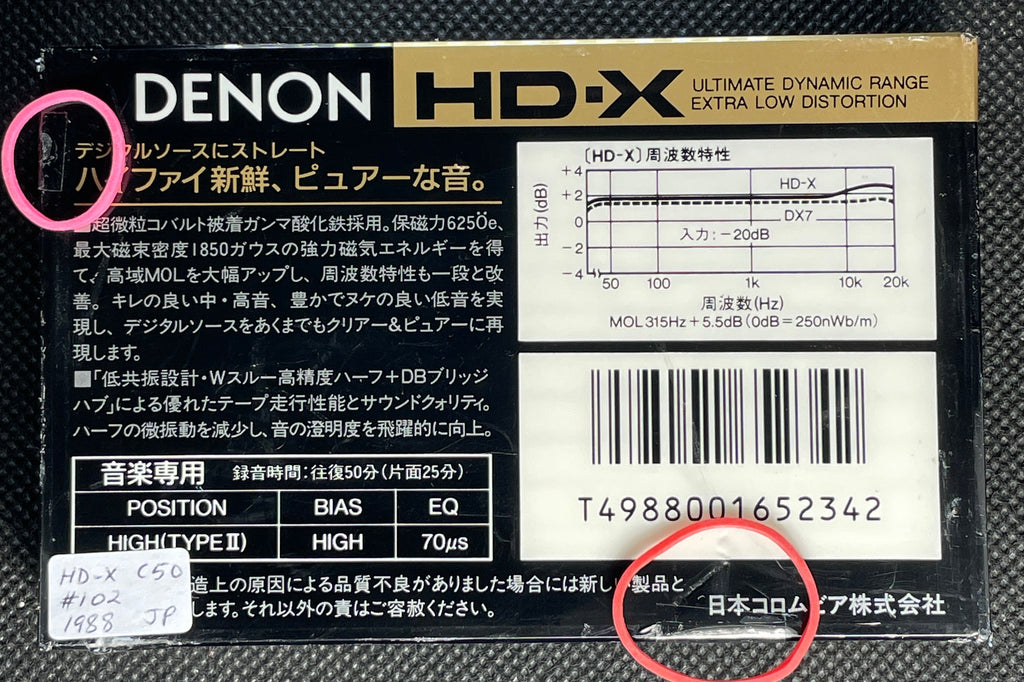 DENON HD·X ULTIMATE DYNAMIC RANGE
EXTRA LOW DISTORTION
デジタルソースにストレート
ハイファイ新鮮、ピュアーな音。
■超微粒コバルト被着ガンマ酸化鉄採用。保磁力625Öe、
最大磁束密度1850ガウスの強力磁気エネルギーを得
て、高域MOLを大幅アップし、周波数特性も一段と改
善。キレの良い中・高音、豊かでヌケの良い低音を実
現し、デジタルソースをあくまでもクリアー&ピュアーに再
現します。
■「低共振設計・Wスルー高精度ハーフ+DBブリッジ
ハブ」による優れたテープ走行性能とサウンドクォリティ。
ハーフの微振動を減少し、音の澄明度を飛躍的に向上。
音楽専用 録音時間:往復50分(片面25分)
POSITION BIAS EQ
HIGH(TYPEⅡ) HIGH 70μs
造上の原因による品質不良がありました場合には新しい製品と
します。それ以外の責はご容赦ください。
HD-X C50
#102
1988 JP
〔HD-X〕周波数特性
出力(dB)
+4
+2
0
−2
−4
HD-X
DX7
入力:−20dB
50 100 1k 10k 20k
周波数(Hz)
MOL315Hz+5.5dB(0dB=250nWb/m)
T4988001652342
日本コロムビア株式会社